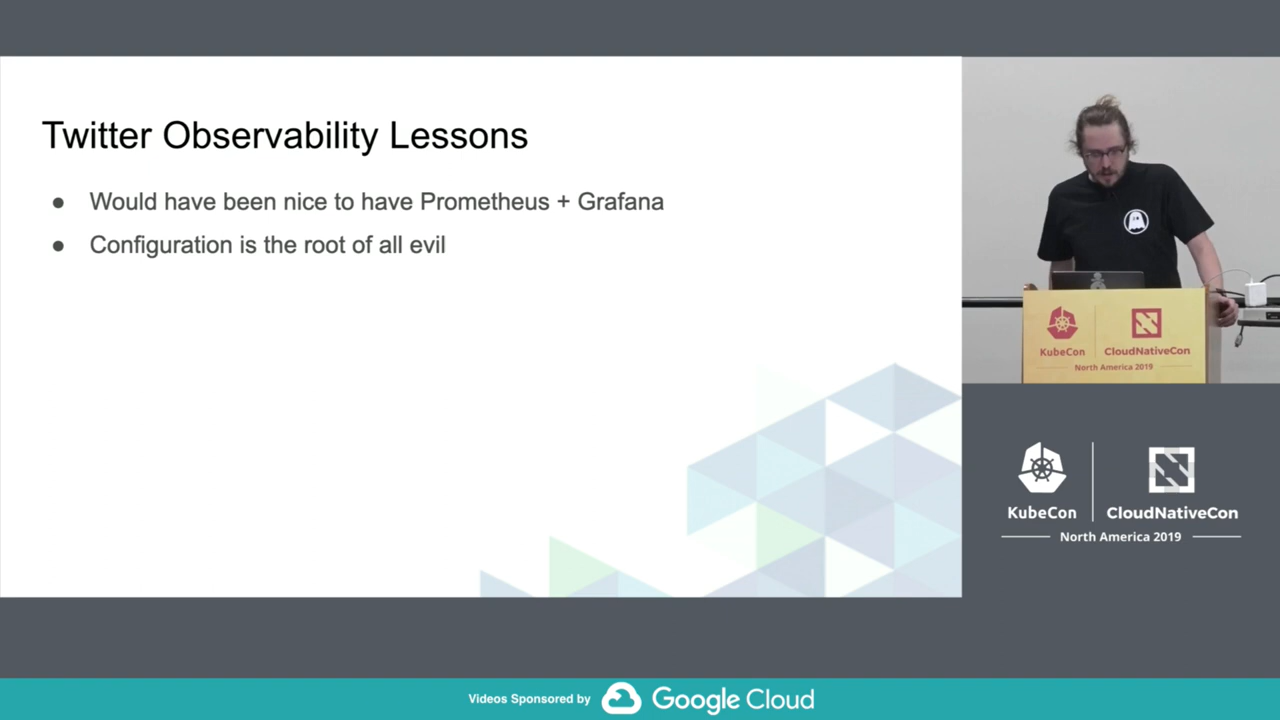 Twitter Observability Lessons
● Would have been nice to have Prometheus + Grafana
● Configuration is the root of all evil
KubeCon
CloudNativeCon
North America 2019
KubeCon
CloudNativeCon
North America 2019
Videos Sponsored by Google Cloud